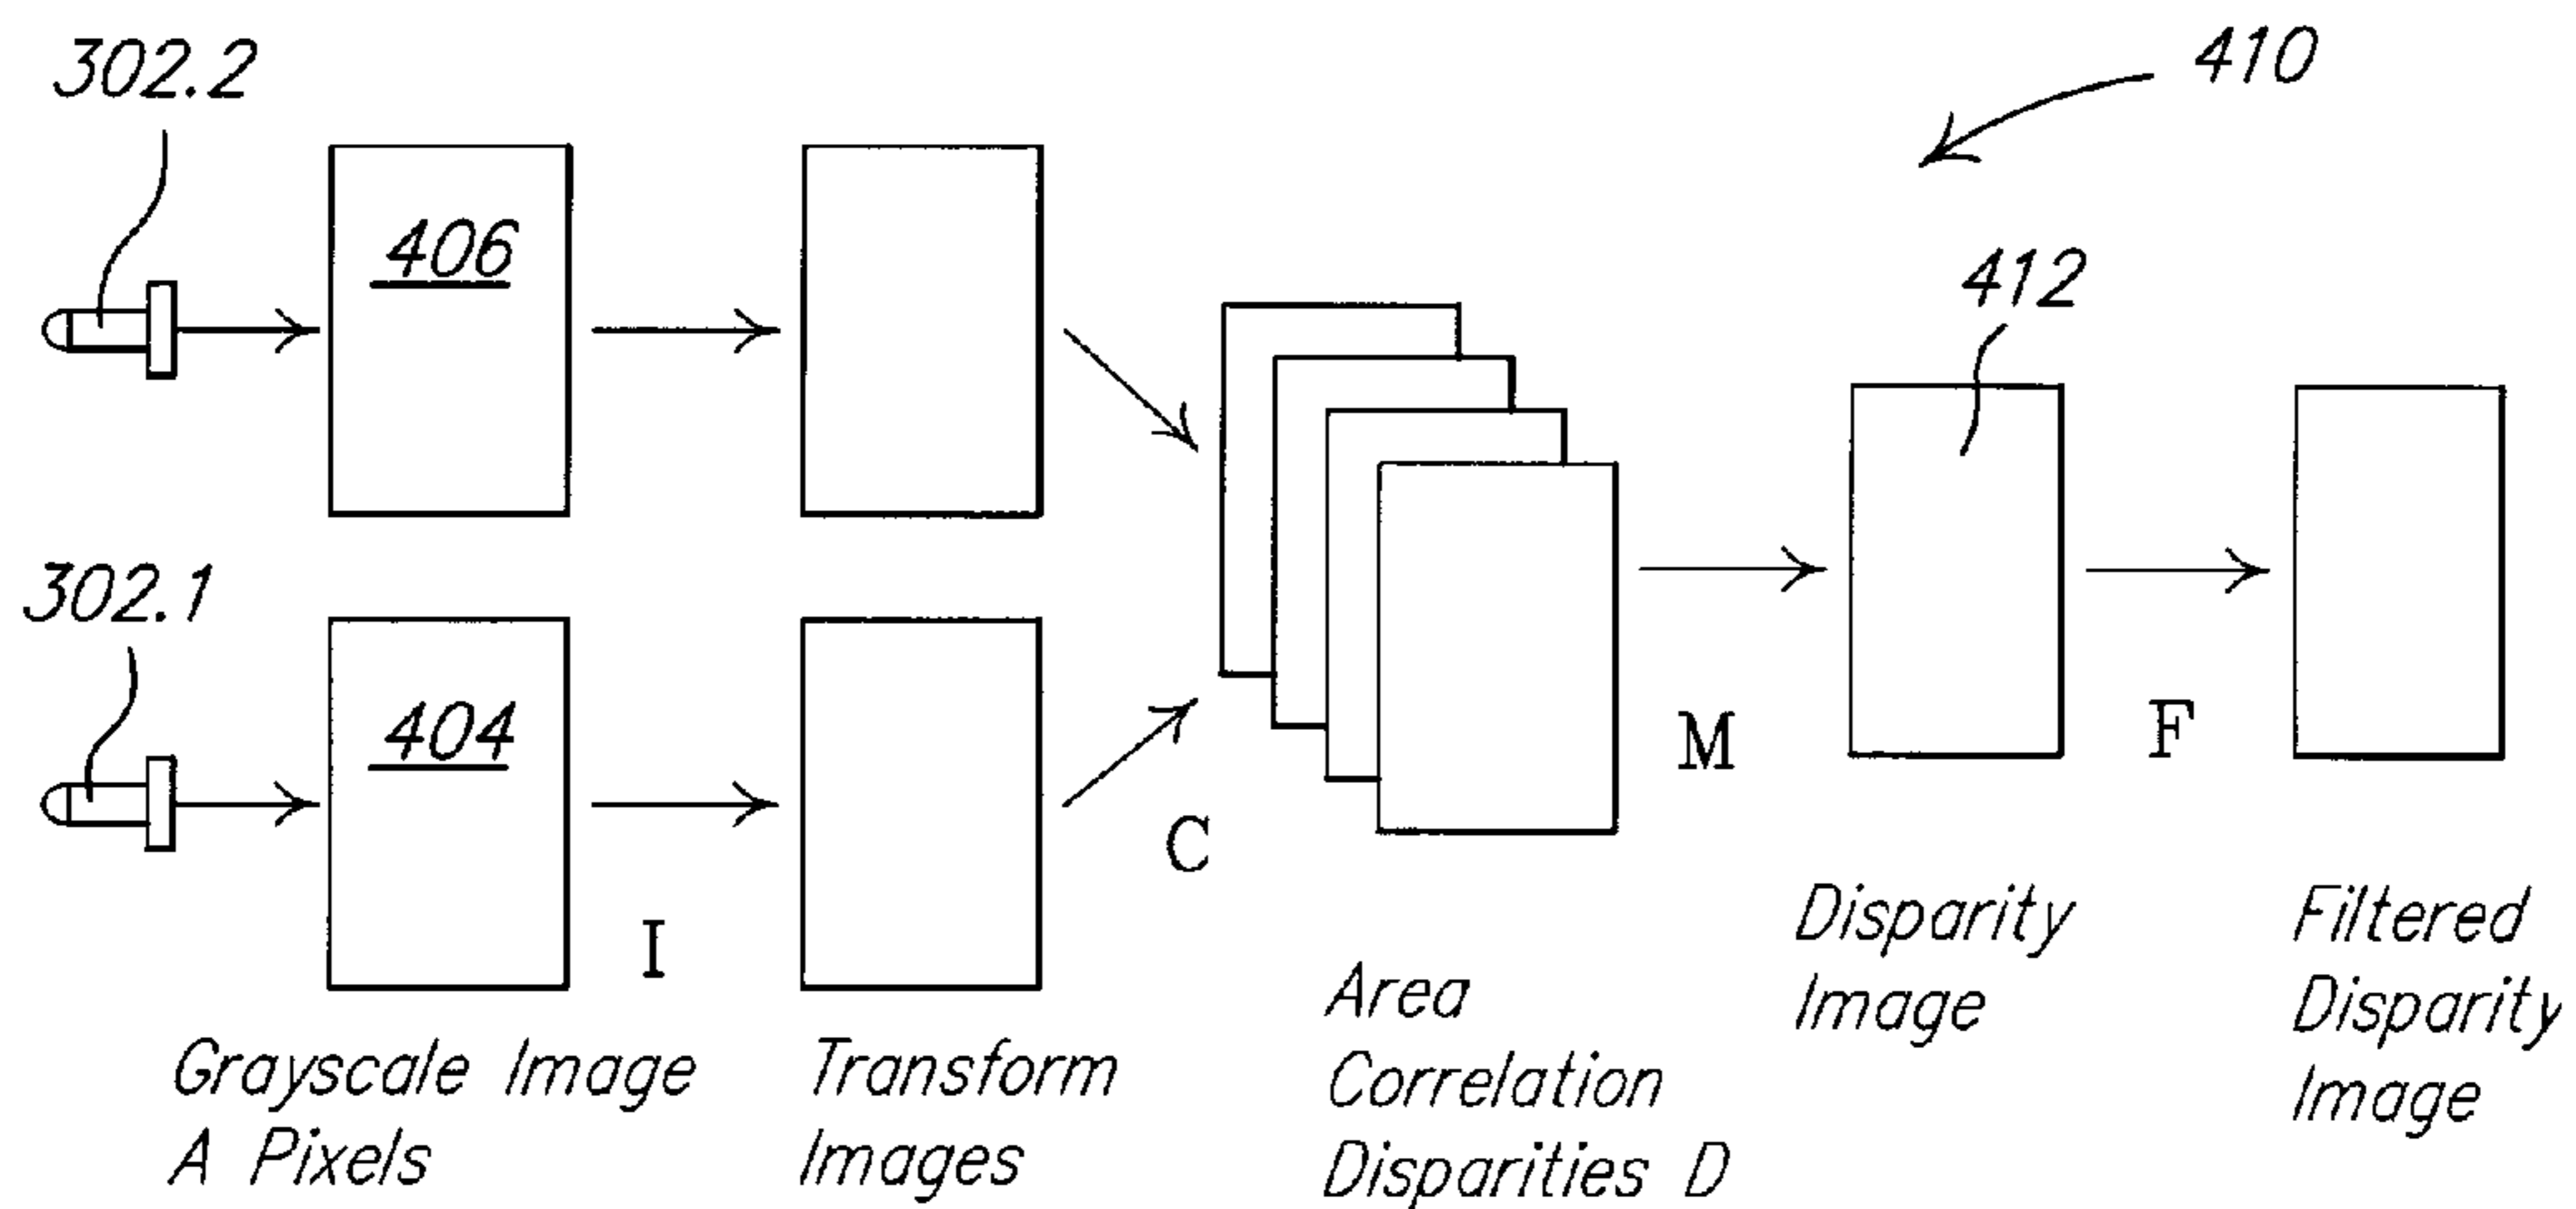 302.2
410
406
412
302.1
404
M
F
C
I
Grayscale Image
A Pixels
Transform
Images
Area
Correlation
Disparities D
Disparity
Image
Filtered
Disparity
Image